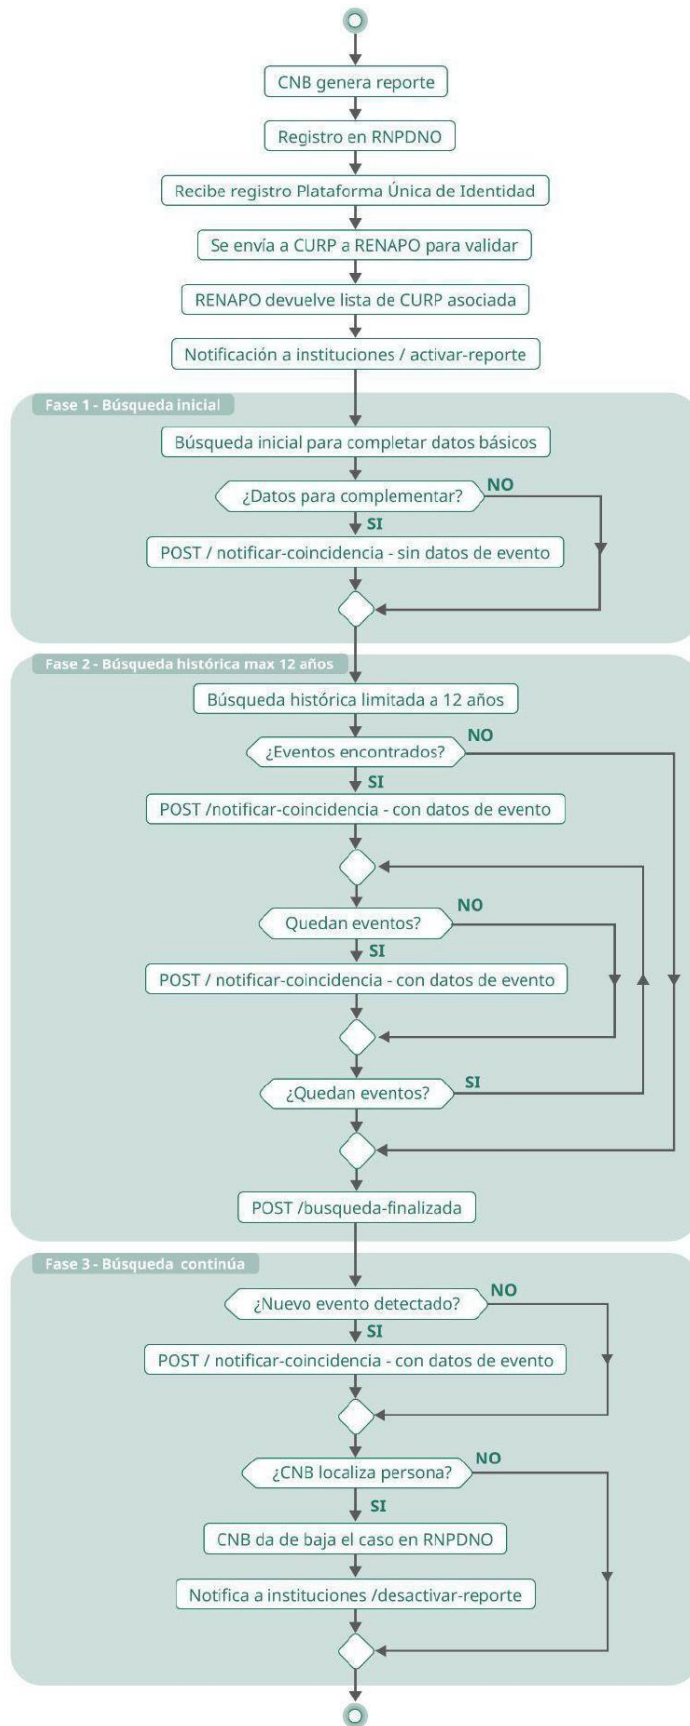 CNB genera reporte
Registro en RNPDNO
Recibe registro Plataforma Única de Identidad
Se envía a CURP a RENAPO para validar
RENAPO devuelve lista de CURP asociada
Notificación a instituciones / activar-reporte
Fase 1 - Búsqueda inicial
Búsqueda inicial para completar datos básicos
¿Datos para complementar?
NO
SI
POST / notificar-coincidencia - sin datos de evento
Fase 2 - Búsqueda histórica max 12 años
Búsqueda histórica limitada a 12 años
¿Eventos encontrados?
NO
SI
POST /notificar-coincidencia - con datos de evento
Quedan eventos?
NO
SI
POST / notificar-coincidencia - con datos de evento
¿Quedan eventos?
SI
POST /busqueda-finalizada
Fase 3 - Búsqueda continúa
¿Nuevo evento detectado?
NO
SI
POST / notificar-coincidencia - con datos de evento
¿CNB localiza persona?
NO
SI
CNB da de baja el caso en RNPDNO
Notifica a instituciones /desactivar-reporte